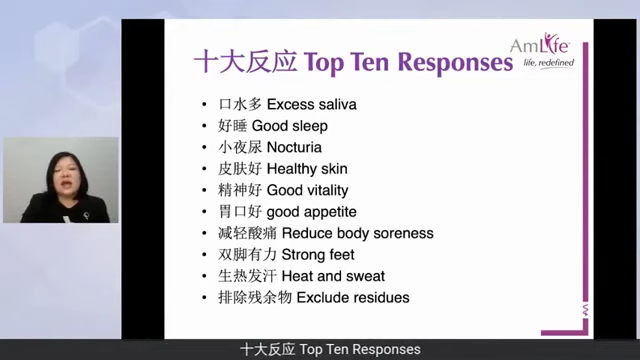 十大反应 Top Ten Responses
AmLife
life, redefined
• 口水多 Excess saliva
• 好睡 Good sleep
• 小夜尿 Nocturia
• 皮肤好 Healthy skin
• 精神好 Good vitality
• 胃口好 good appetite
• 减轻酸痛 Reduce body soreness
• 双脚有力 Strong feet
• 生热发汗 Heat and sweat
• 排除残余物 Exclude residues
十大反应 Top Ten Responses